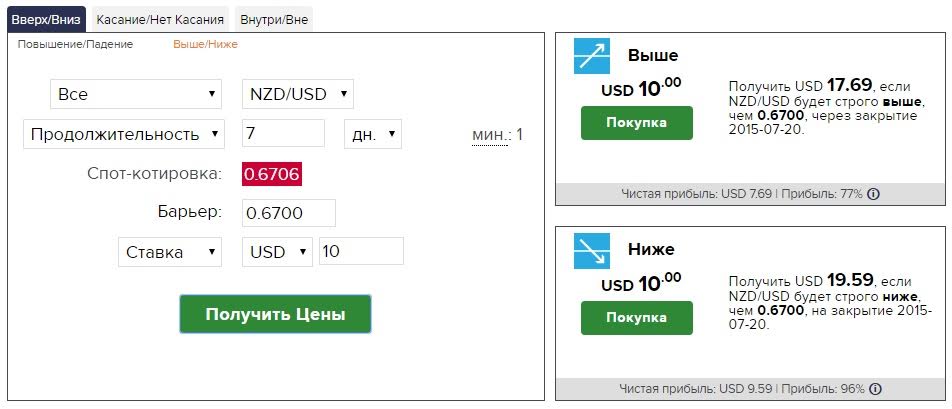 Вверх/Вниз
Касание/Нет Касания
Внутри/Вне
Повышение/Падение
Выше/Ниже
Все
NZD/USD
Продолжительность
7
дн.
мин.: 1
Спот-котировка:
0.6706
Барьер:
0.6700
Ставка
USD
10
Получить Цены
Выше
USD 10.00
Покупка
Получить USD 17.69, если
NZD/USD будет строго выше,
чем 0.6700, через закрытие
2015-07-20.
Чистая прибыль: USD 7.69 | Прибыль: 77%
Ниже
USD 10.00
Покупка
Получить USD 19.59, если
NZD/USD будет строго ниже,
чем 0.6700, на закрытие 2015-
07-20.
Чистая прибыль: USD 9.59 | Прибыль: 96%